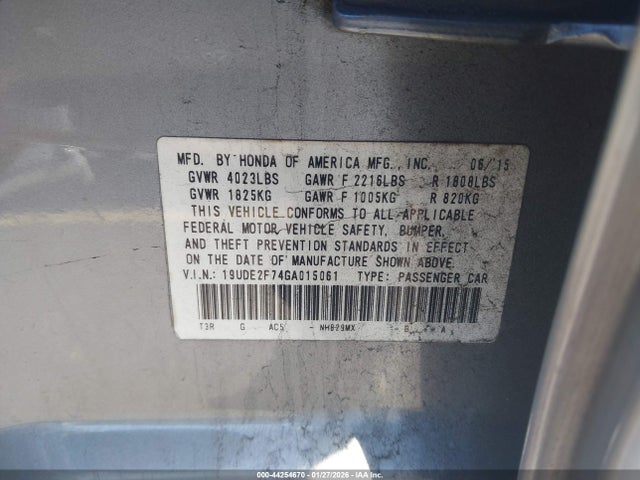 MFD. BY HONDA OF AMERICA MFG., INC. 06/15
GVWR 4023LBS GAWR F 2216LBS R 1808LBS
GVWR 1825KG GAWR F 1005KG R 820KG
THIS VEHICLE CONFORMS TO ALL APPLICABLE
FEDERAL MOTOR VEHICLE SAFETY, BUMPER,
AND THEFT PREVENTION STANDARDS IN EFFECT
ON THE DATE OF MANUFACTURE SHOWN ABOVE.
V.I.N.: 19UDE2F74GA015061 TYPE: PASSENGER CAR
T3R G AC5 - NH829MX - B A
000-44254670 | 01/27/2026 - IAAI.COM